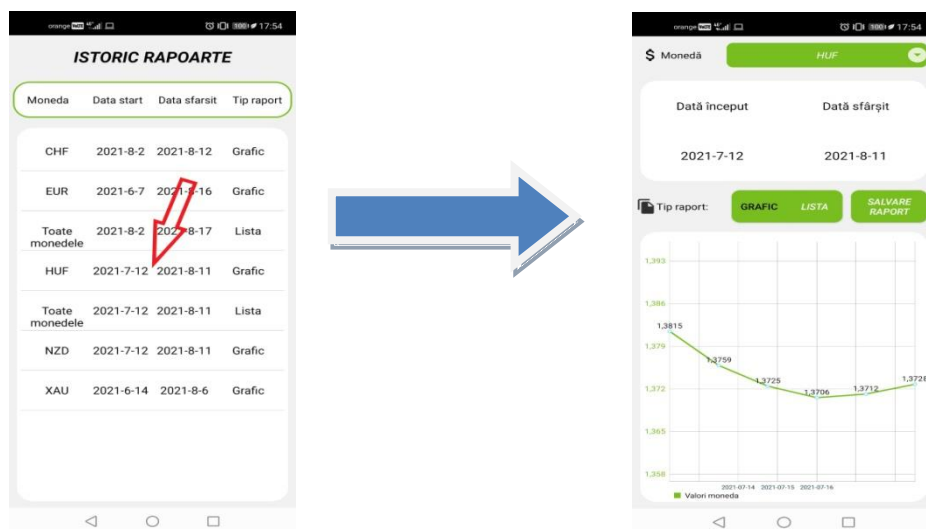 orange 17:54
ISTORIC RAPOARTE
Moneda Data start Data sfarsit Tip raport
CHF 2021-8-2 2021-8-12 Grafic
EUR 2021-6-7 2021-8-16 Grafic
Toate monedele 2021-8-2 2021-8-17 Lista
HUF 2021-7-12 2021-8-11 Grafic
Toate monedele 2021-7-12 2021-8-11 Lista
NZD 2021-7-12 2021-8-11 Grafic
XAU 2021-6-14 2021-8-6 Grafic
orange 17:54
$ Monedă HUF
Dată început Dată sfârșit
2021-7-12 2021-8-11
Tip raport: GRAFIC LISTA SALVARE RAPORT
1,393
1,386
1,3815
1,379
1,3759
1,3725
1,372
1,3706
1,3712
1,3728
1,365
1,358
2021-07-14 2021-07-15 2021-07-16
Valori moneda